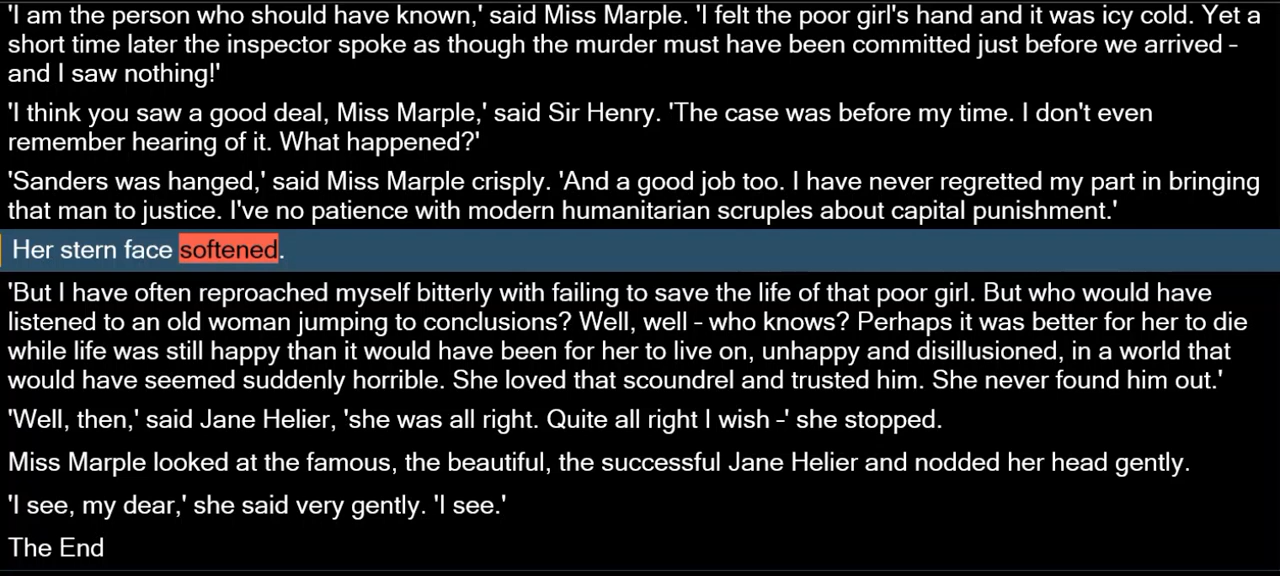 'I am the person who should have known,' said Miss Marple. 'I felt the poor girl's hand and it was icy cold. Yet a
short time later the inspector spoke as though the murder must have been committed just before we arrived -
and I saw nothing!'
'I think you saw a good deal, Miss Marple,' said Sir Henry. 'The case was before my time. I don't even
remember hearing of it. What happened?'
'Sanders was hanged,' said Miss Marple crisply. 'And a good job too. I have never regretted my part in bringing
that man to justice. I've no patience with modern humanitarian scruples about capital punishment.'
Her stern face softened.
'But I have often reproached myself bitterly with failing to save the life of that poor girl. But who would have
listened to an old woman jumping to conclusions? Well, well - who knows? Perhaps it was better for her to die
while life was still happy than it would have been for her to live on, unhappy and disillusioned, in a world that
would have seemed suddenly horrible. She loved that scoundrel and trusted him. She never found him out.'
'Well, then,' said Jane Helier, 'she was all right. Quite all right I wish -' she stopped.
Miss Marple looked at the famous, the beautiful, the successful Jane Helier and nodded her head gently.
'I see, my dear,' she said very gently. 'I see.'
The End